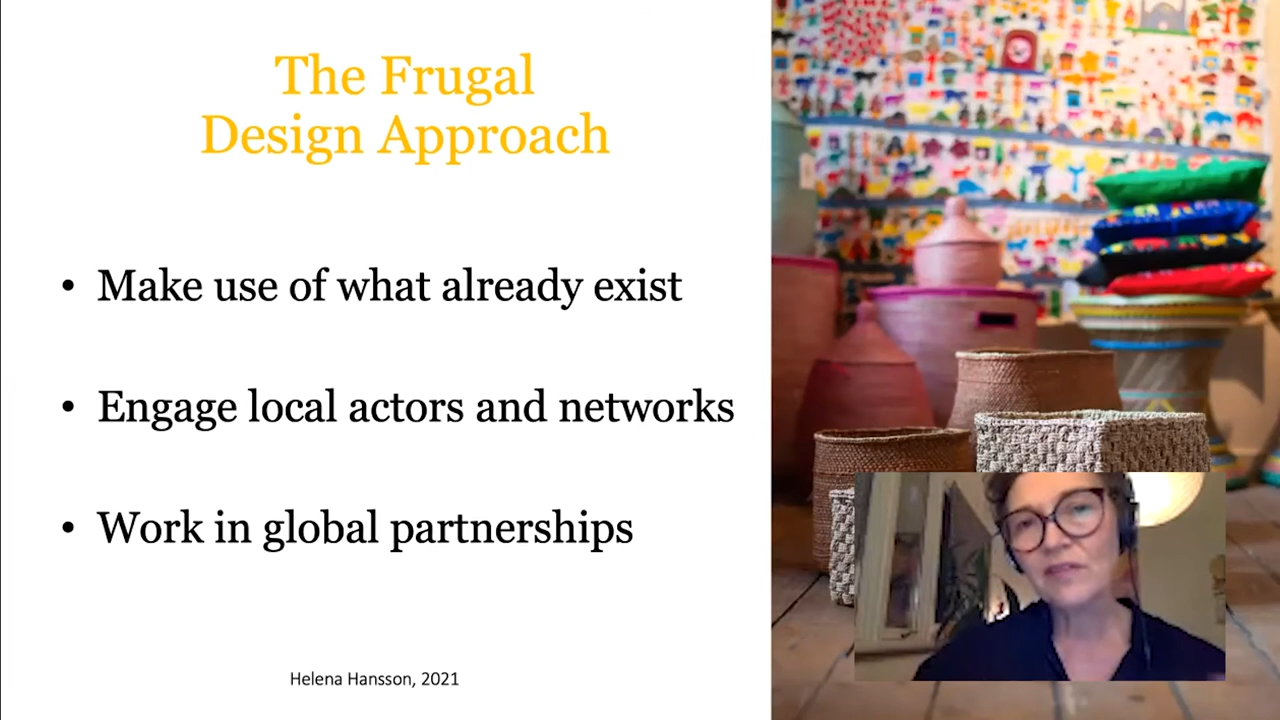 The Frugal
Design Approach
• Make use of what already exist
• Engage local actors and networks
• Work in global partnerships
Helena Hansson, 2021